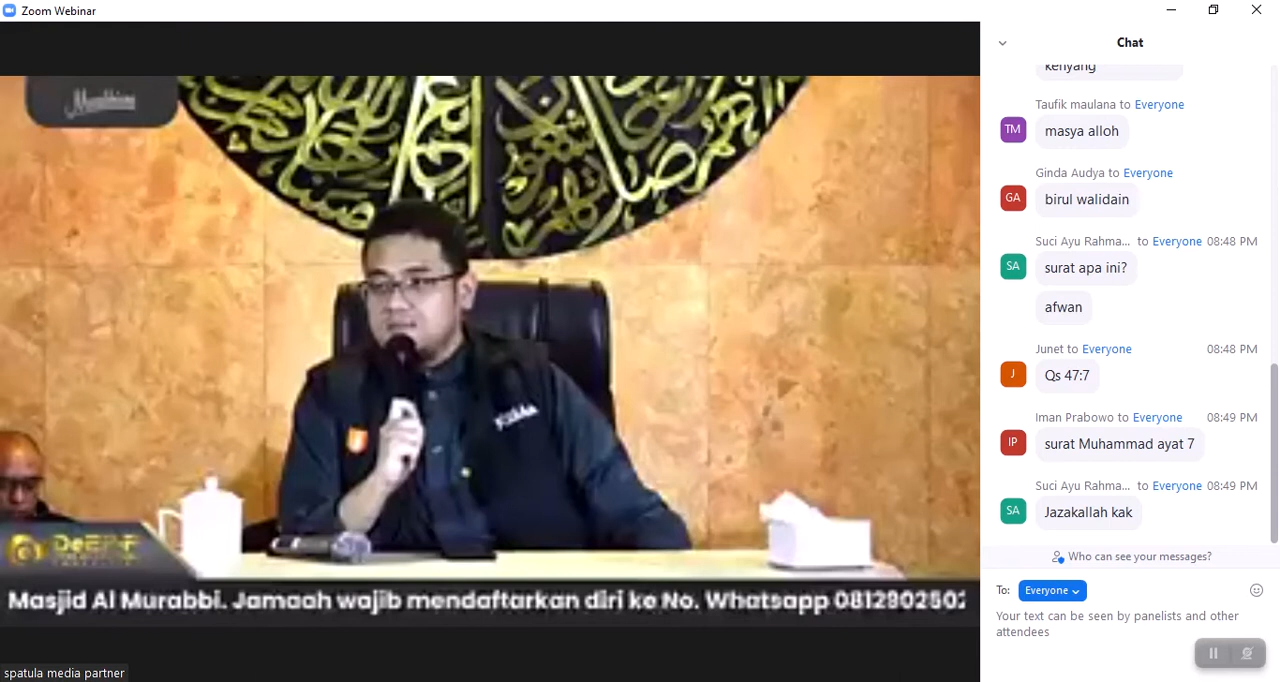 Zoom Webinar
Chat
kenyang
Taufik maulana to Everyone
TM
masya alloh
Ginda Audya to Everyone
GA
birul walidain
Suci Ayu Rahma... to Everyone 08:48 PM
SA
surat apa ini?
afwan
Junet to Everyone 08:48 PM
J
Qs 47:7
Iman Prabowo to Everyone 08:49 PM
IP
surat Muhammad ayat 7
Suci Ayu Rahma... to Everyone 08:49 PM
SA
Jazakallah kak
Who can see your messages?
To: Everyone
Your text can be seen by panelists and other
attendees
Masjid Al Murabbi. Jamaah wajib mendaftarkan diri ke No. Whatsapp 0812902502
spatula media partner